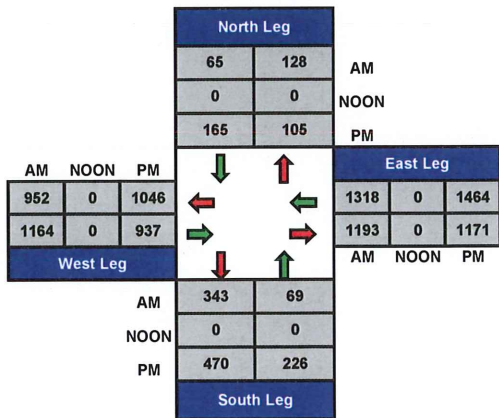 North Leg
65 128 AM
0 0 NOON
165 105 PM
AM NOON PM
East Leg
952 0 1046
1318 0 1464
1164 0 937
1193 0 1171
West Leg
AM NOON PM
AM 343 69
NOON 0 0
PM 470 226
South Leg